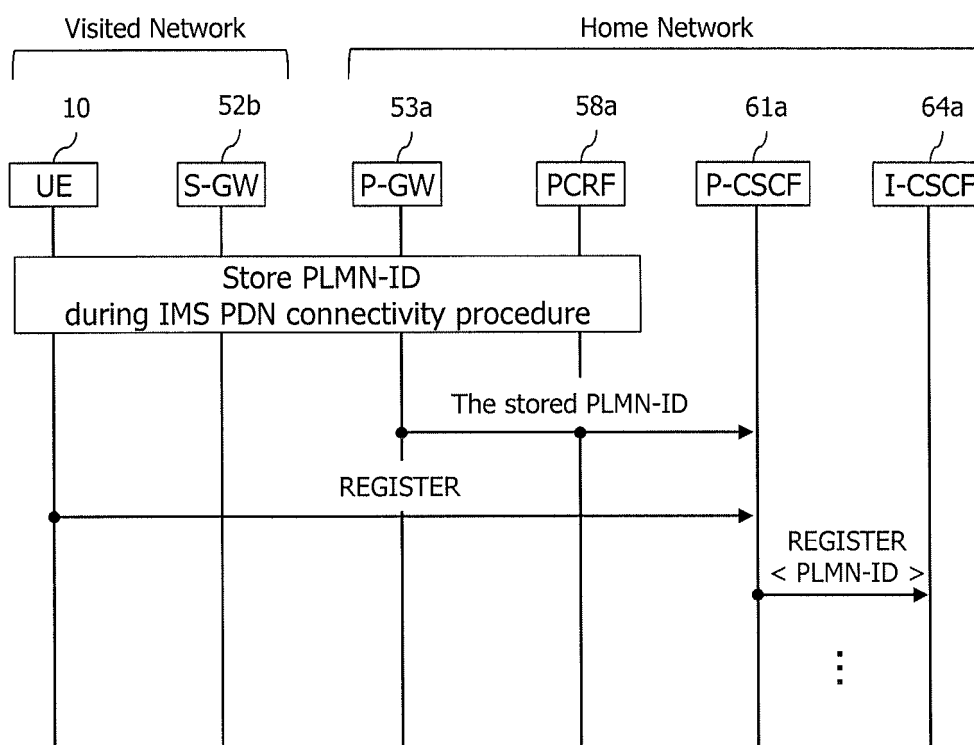 Visited Network
Home Network
10
52b
53a
58a
61a
64a
UE
S-GW
P-GW
PCRF
P-CSCF
I-CSCF
Store PLMN-ID
during IMS PDN connectivity procedure
The stored PLMN-ID
REGISTER
REGISTER
< PLMN-ID >